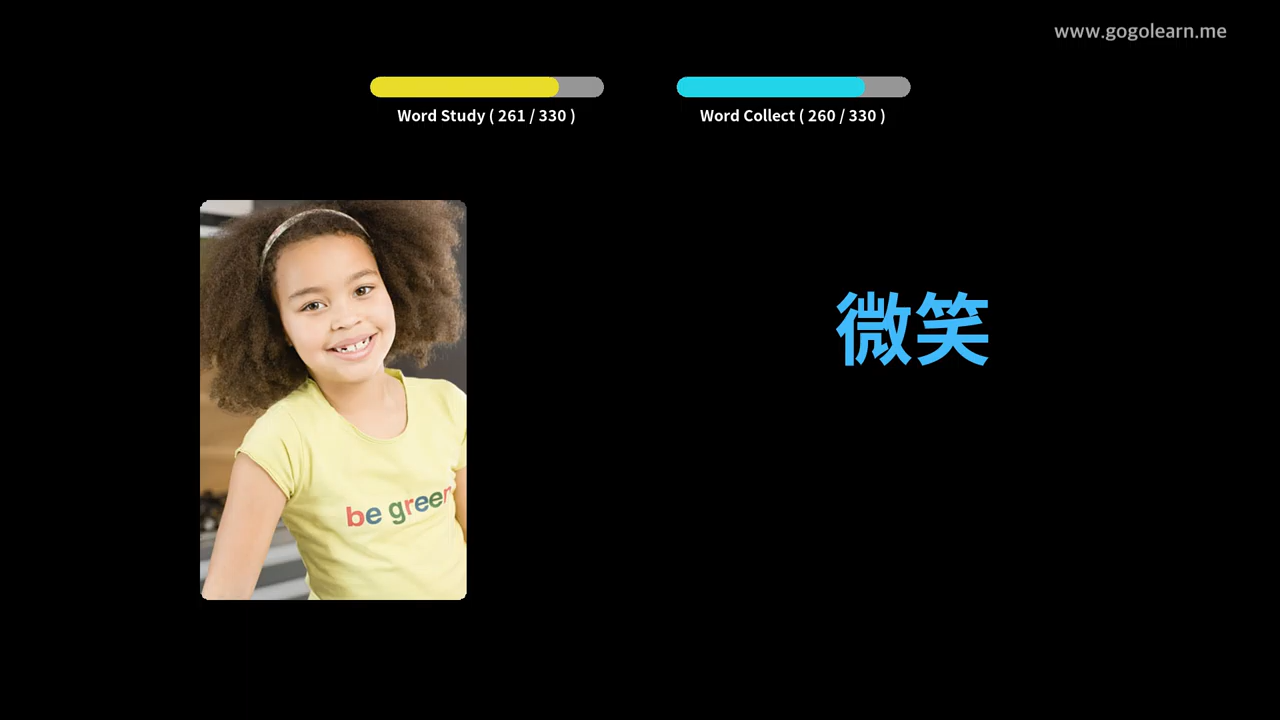 www.gogolearn.me
Word Study ( 261 / 330 )
Word Collect ( 260 / 330 )
微笑
be green